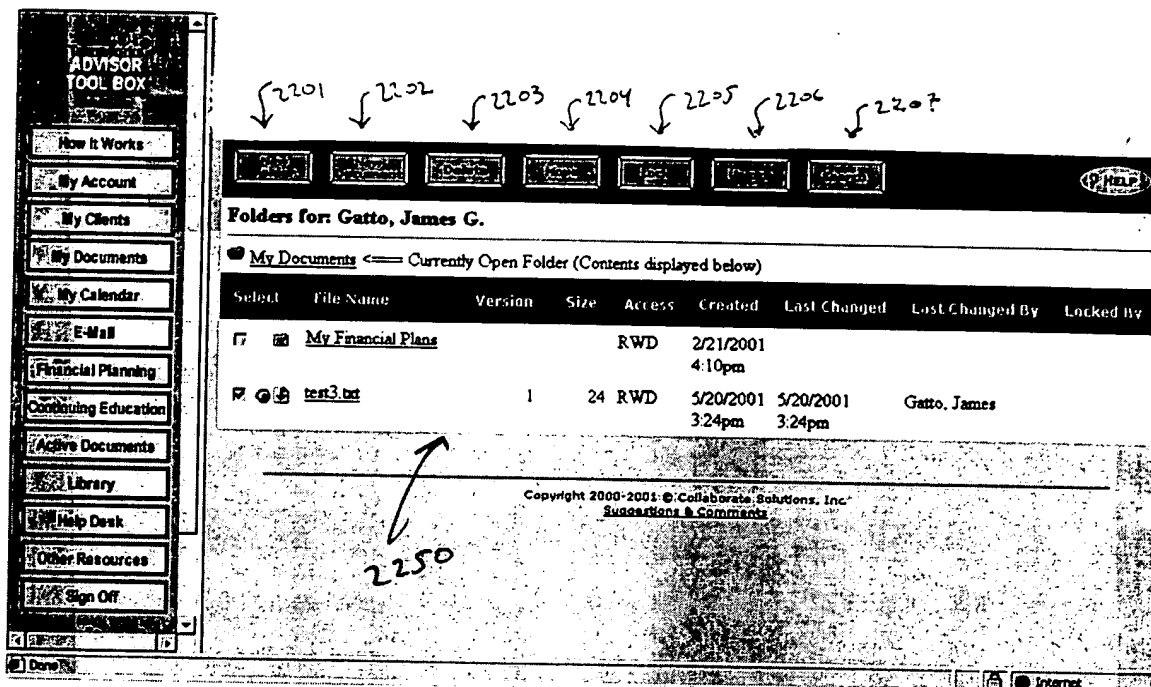 ADVISOR
TOOL BOX
2201 2202 2203 2204 2205 2206 2207
How It Works
My Account
My Clients
My Documents
My Calendar
E-Mail
Financial Planning
Continuing Education
Active Documents
Library
Help Desk
Other Resources
Sign Off
HELP
Folders for: Gatto, James G.
My Documents <== Currently Open Folder (Contents displayed below)
Select File Name Version Size Access Created Last Changed Last Changed By Locked By
My Financial Plans RWD 2/21/2001
4:10pm
test3.txt 1 24 RWD 5/20/2001 5/20/2001 Gatto, James
3:24pm 3:24pm
2250
Copyright 2000-2001 © Collaborate Solutions, Inc.
Suggestions & Comments
Done
Internet